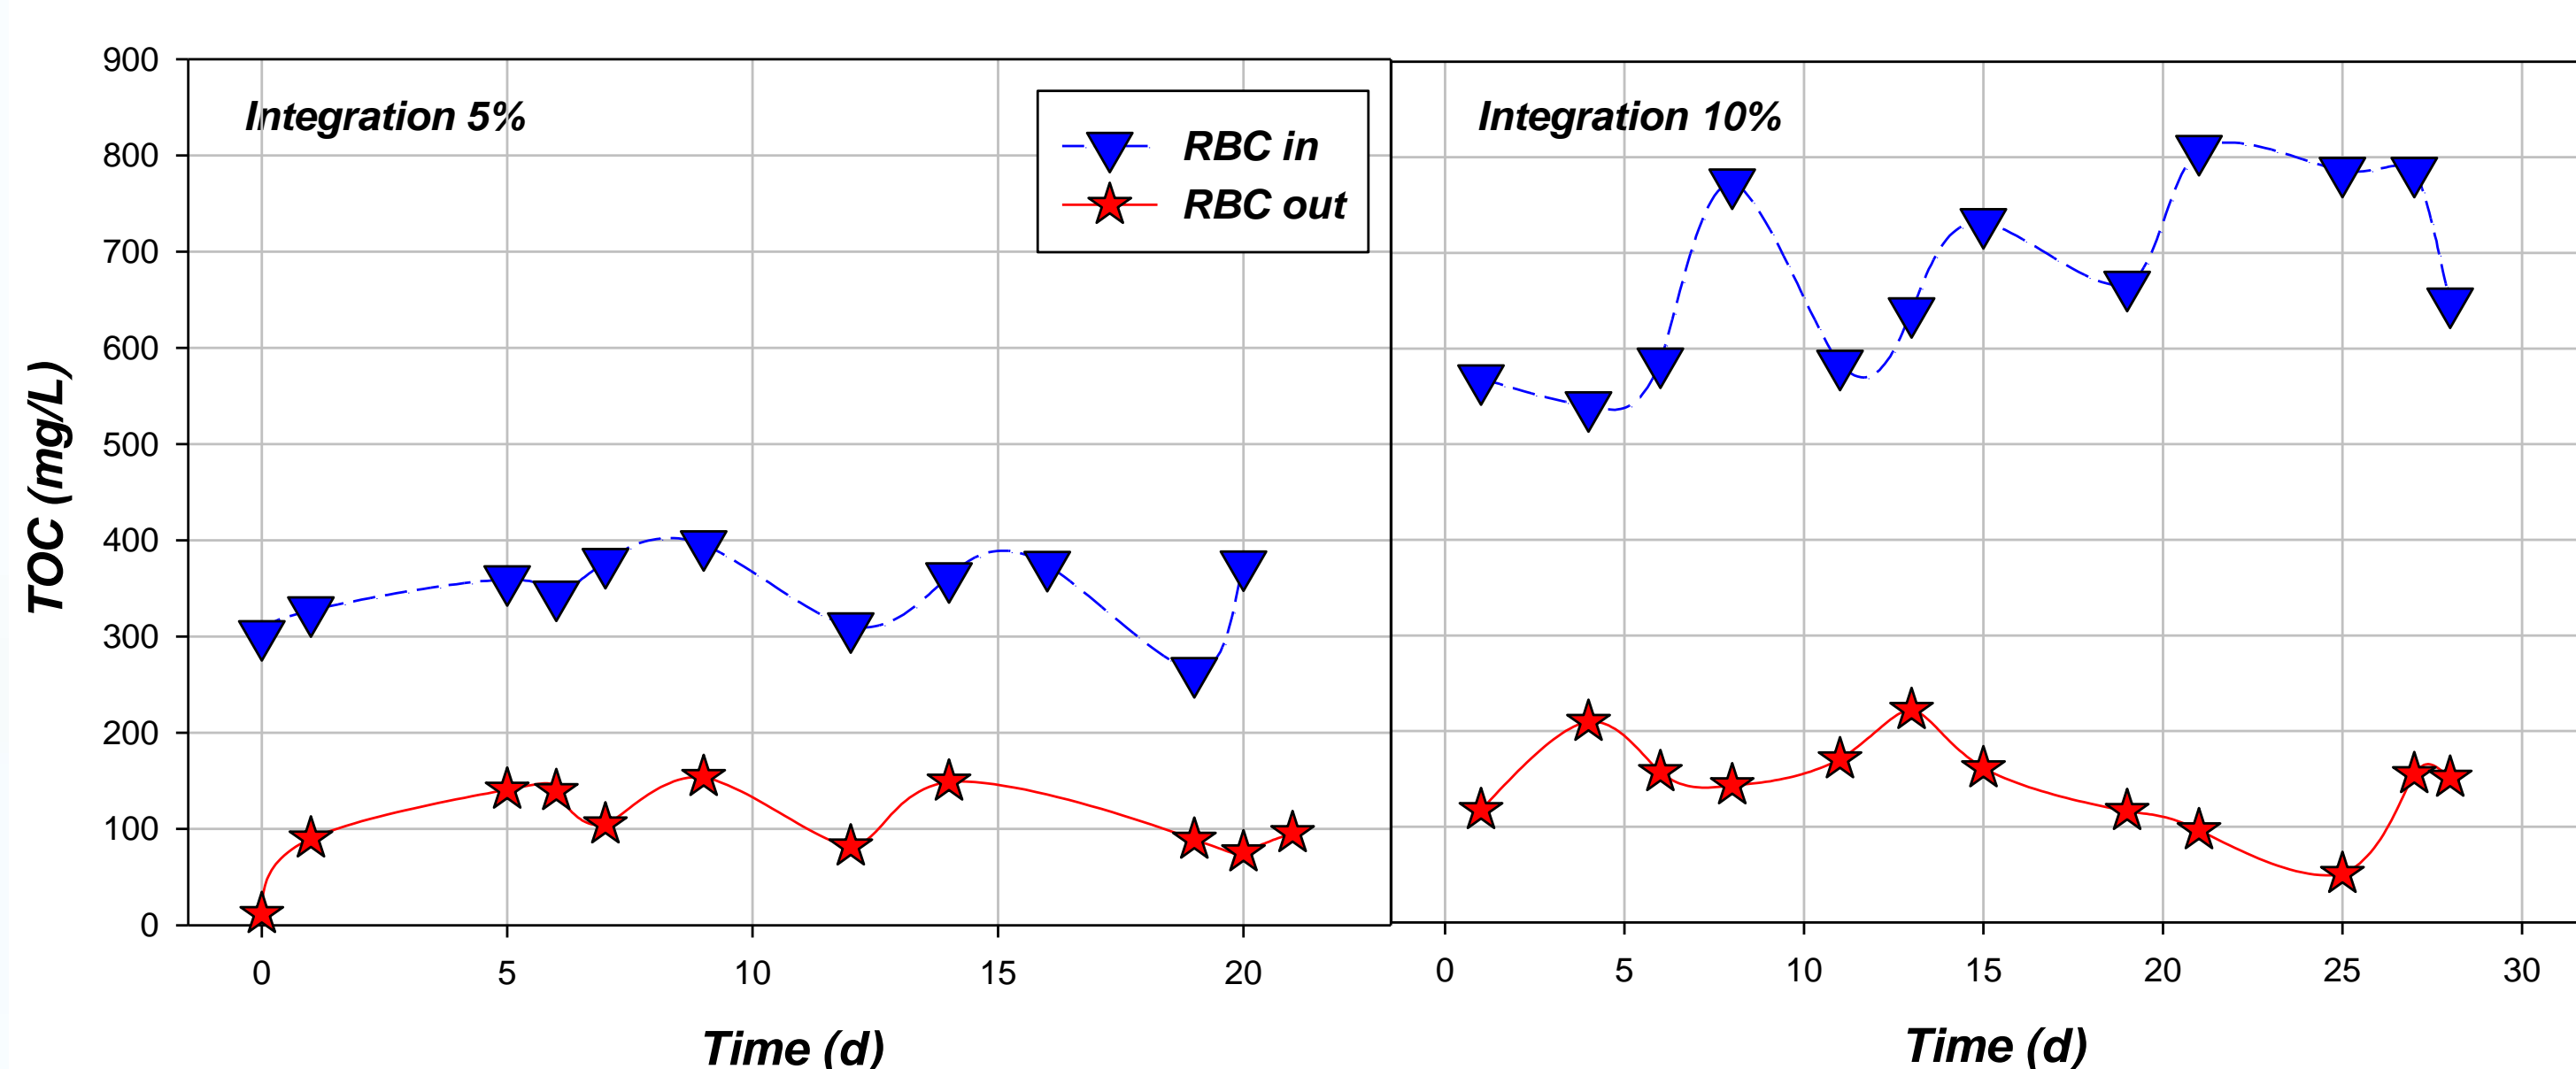 Integration 5%
RBC in
RBC out
Integration 10%
TOC (mg/L)
900
800
700
600
500
400
300
200
100
0
0 5 10 15 20
0 5 10 15 20 25 30
Time (d)
Time (d)